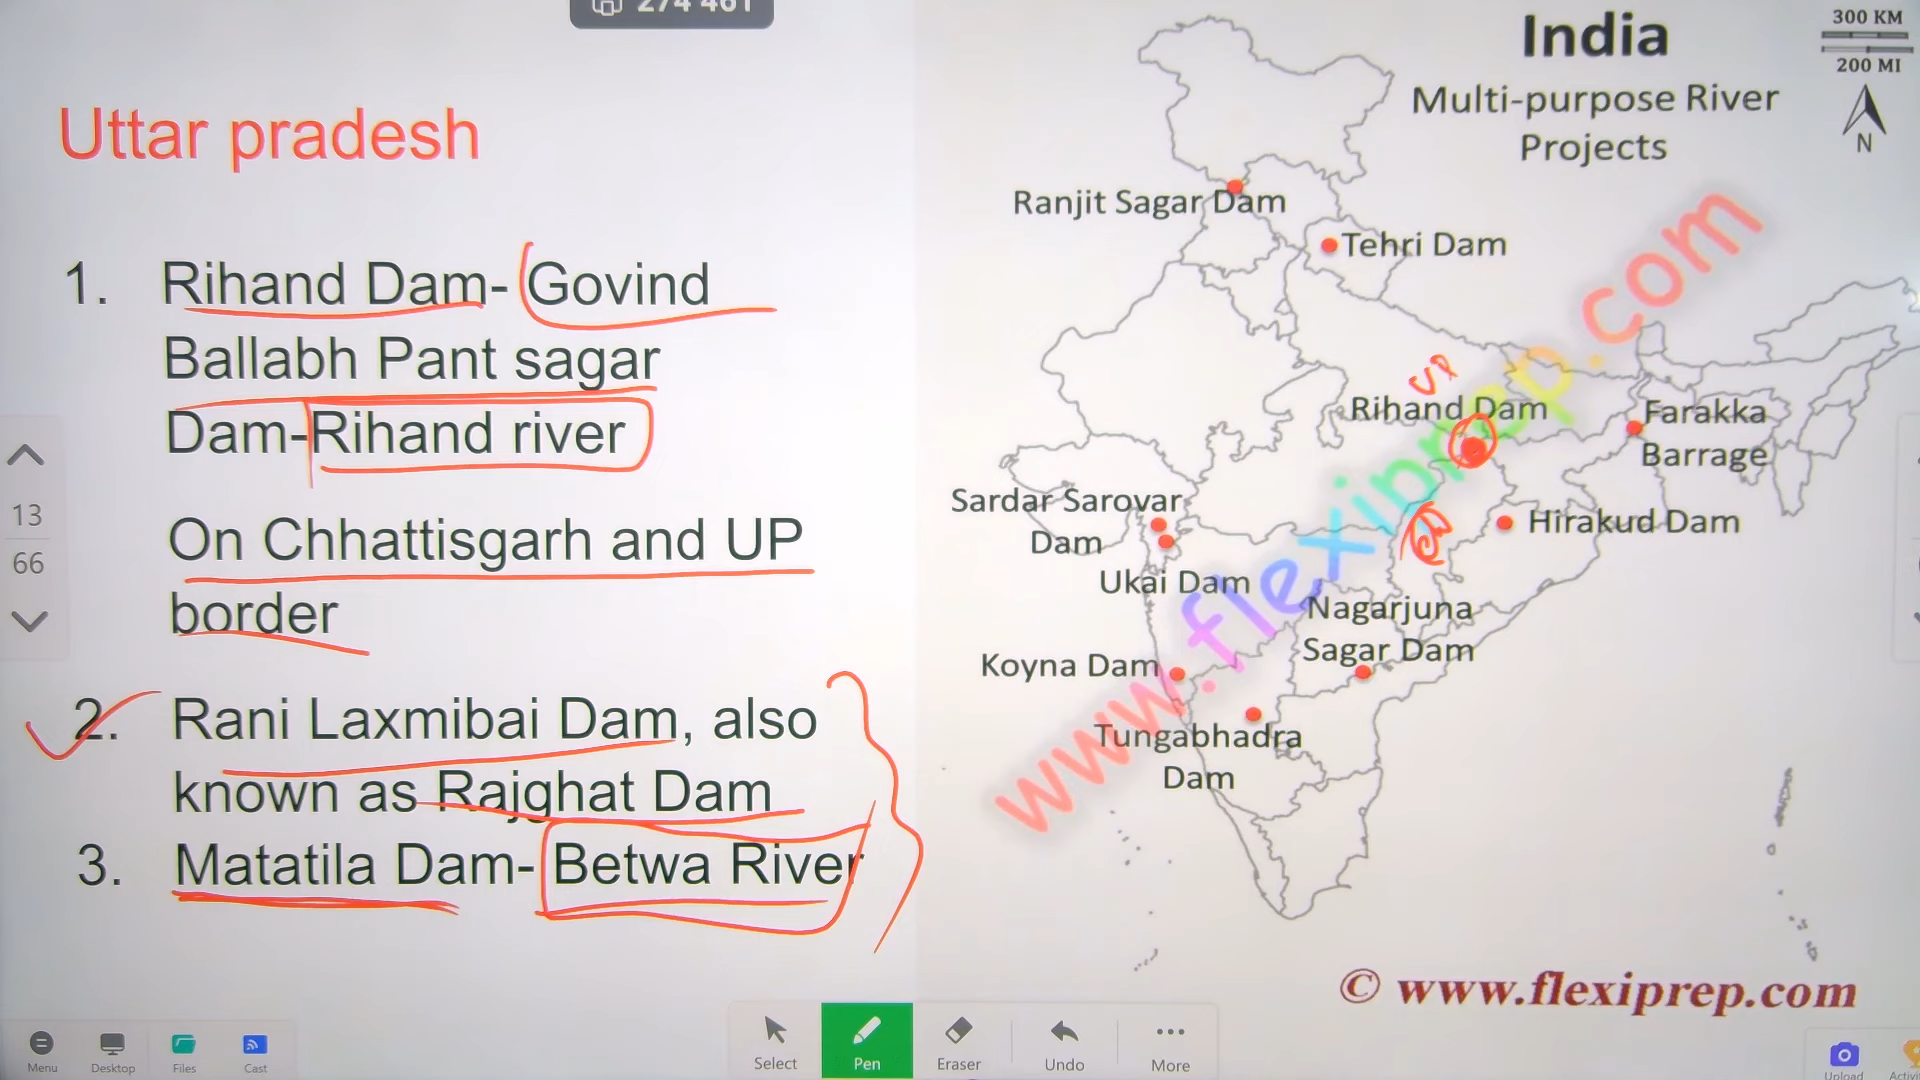 274 461
Uttar pradesh
1. Rihand Dam- Govind
Ballabh Pant sagar
Dam-Rihand river
On Chhattisgarh and UP
border
2. Rani Laxmibai Dam, also
known as Rajghat Dam
3. Matatila Dam- Betwa River
13
66
India
Multi-purpose River
Projects
300 KM
200 MI
N
Ranjit Sagar Dam
Tehri Dam
UP
Rihand Dam
Farakka
Barrage
Sardar Sarovar
Dam
Hirakud Dam
Ukai Dam
Nagarjuna
Sagar Dam
Koyna Dam
Tungabhadra
Dam
www.flexiprep.com
© www.flexiprep.com
Menu Desktop Files Cast
Select Pen Eraser Undo More
Upload